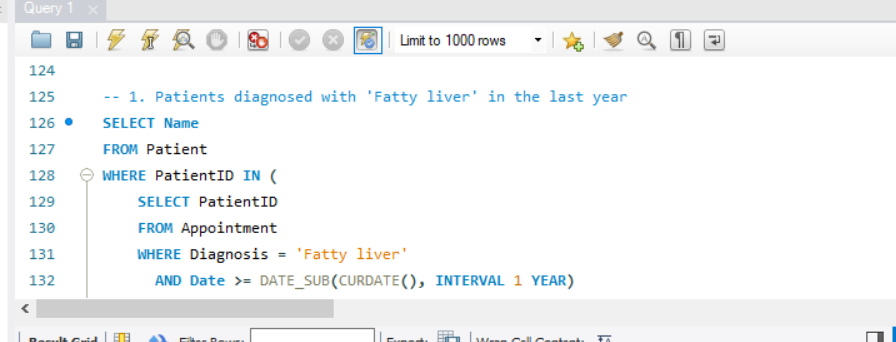 Query 1
Limit to 1000 rows
124
125 -- 1. Patients diagnosed with 'Fatty liver' in the last year
126 SELECT Name
127 FROM Patient
128 WHERE PatientID IN (
129 SELECT PatientID
130 FROM Appointment
131 WHERE Diagnosis = 'Fatty liver'
132 AND Date >= DATE_SUB(CURDATE(), INTERVAL 1 YEAR)
Result Grid Filter Rows: Export: Wrap Cell Content: